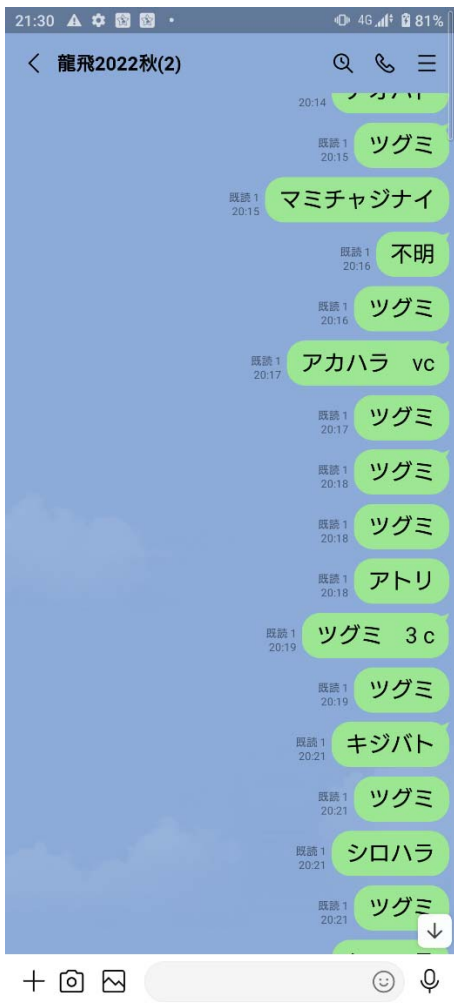 21:30 4G 81%
龍飛2022秋(2)
20:14
既読 1
20:15 ツグミ
既読 1
20:15 マミチャジナイ
既読 1
20:16 不明
既読 1
20:16 ツグミ
既読 1
20:17 アカハラ vc
既読 1
20:17 ツグミ
既読 1
20:18 ツグミ
既読 1
20:18 ツグミ
既読 1
20:18 アトリ
既読 1
20:19 ツグミ 3 c
既読 1
20:19 ツグミ
既読 1
20:21 キジバト
既読 1
20:21 ツグミ
既読 1
20:21 シロハラ
既読 1
20:21 ツグミ